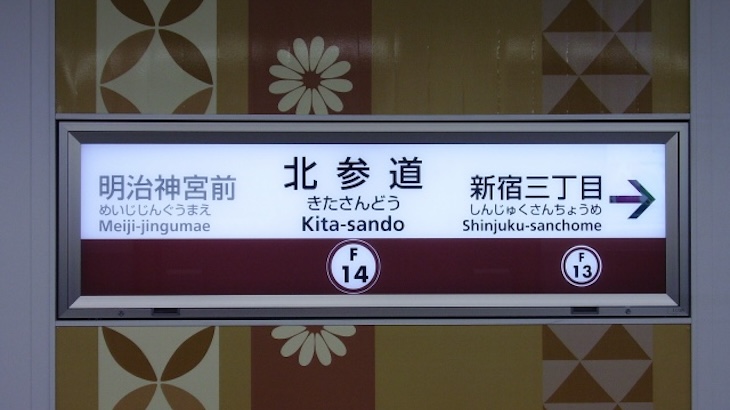 明治神宮前
めいじじんぐうまえ
Meiji-jingumae
北参道
きたさんどう
Kita-sando
F
14
新宿三丁目
しんじゅくさんちょうめ
Shinjuku-sanchome
F
13